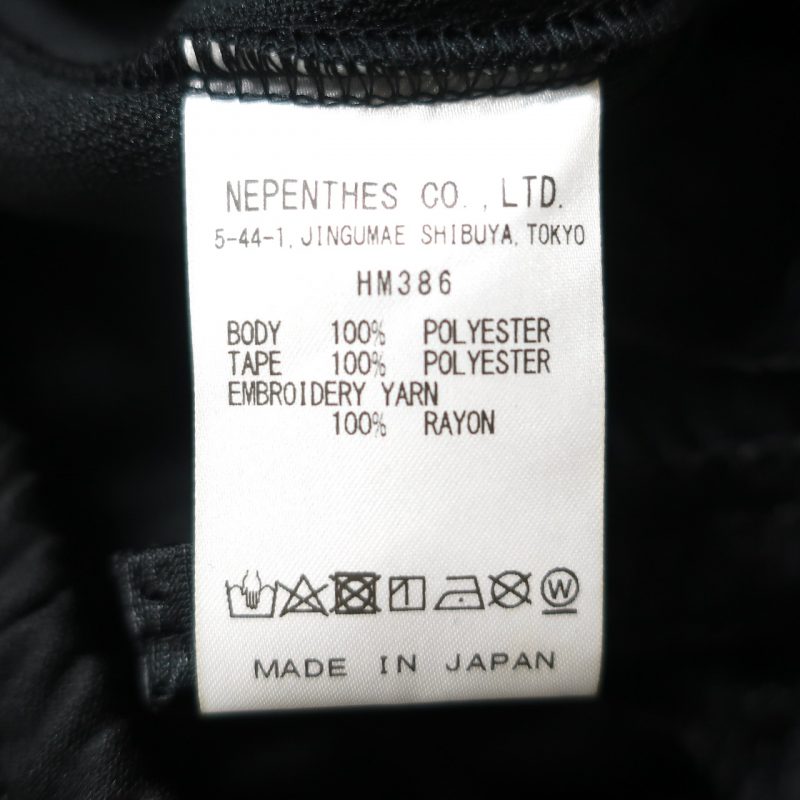 NEPENTHES CO., LTD.
5-44-1, JINGUMAE SHIBUYA, TOKYO
HM386
BODY 100% POLYESTER
TAPE 100% POLYESTER
EMBROIDERY YARN
100% RAYON
W
MADE IN JAPAN